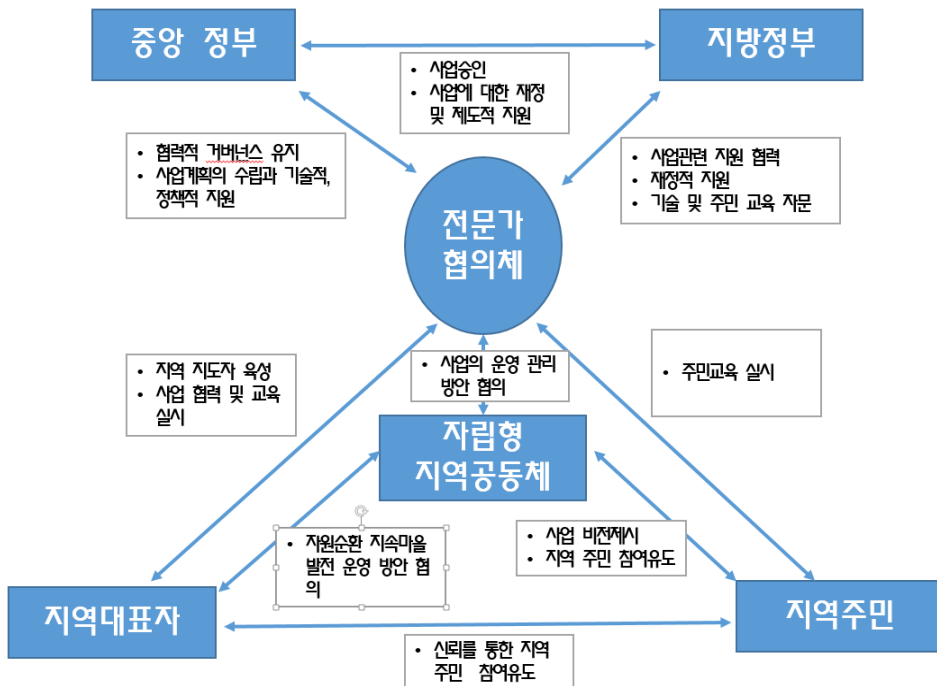 중앙 정부
지방정부
• 사업승인
• 사업에 대한 재정
및 제도적 지원
• 협력적 거버넌스 유지
• 사업계획의 수립과 기술적,
정책적 지원
• 사업관련 지원 협력
• 재정적 지원
• 기술 및 주민 교육 자문
전문가
협의체
• 지역 지도자 육성
• 사업 협력 및 교육
실시
• 사업의 운영 관리
방안 협의
• 주민교육 실시
자립형
지역공동체
• 자원순환 지속마을
발전 운영 방안 협
의
• 사업 비전제시
• 지역 주민 참여유도
지역대표자
지역주민
• 신뢰를 통한 지역
주민 참여유도